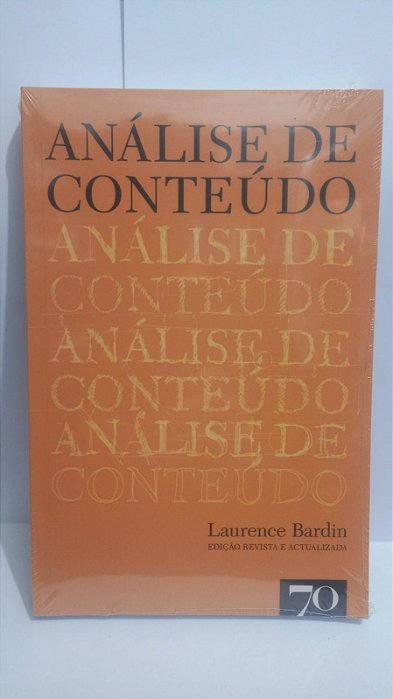 ANÁLISE DE
CONTEÚDO
ANÁLISE DE
CONTEÚDO
ANÁLISE DE
CONTEÚDO
ANÁLISE DE
CONTEÚDO
Laurence Bardin
EDIÇÃO REVISTA E ACTUALIZADA
70